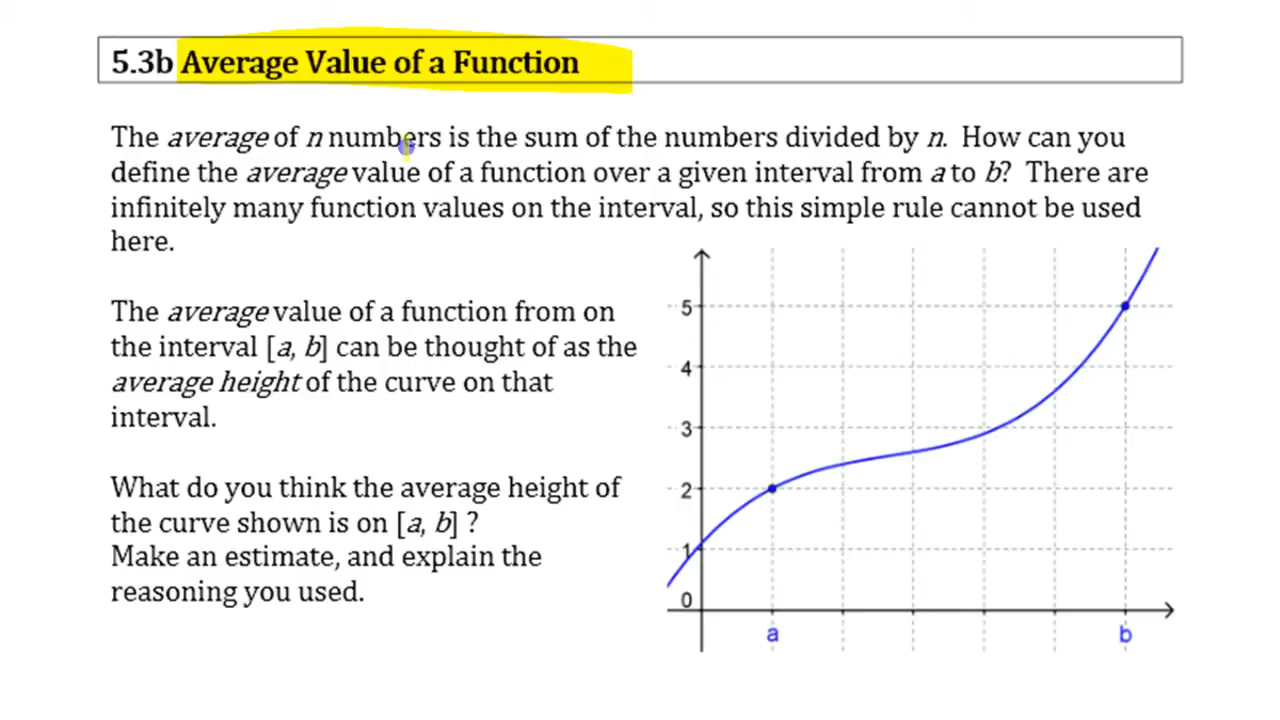 5.3b Average Value of a Function
The average of n numbers is the sum of the numbers divided by n. How can you
define the average value of a function over a given interval from a to b? There are
infinitely many function values on the interval, so this simple rule cannot be used
here.
The average value of a function from on
the interval [a, b] can be thought of as the
average height of the curve on that
interval.
What do you think the average height of
the curve shown is on [a, b] ?
Make an estimate, and explain the
reasoning you used.
5
4
3
2
1
0
a b